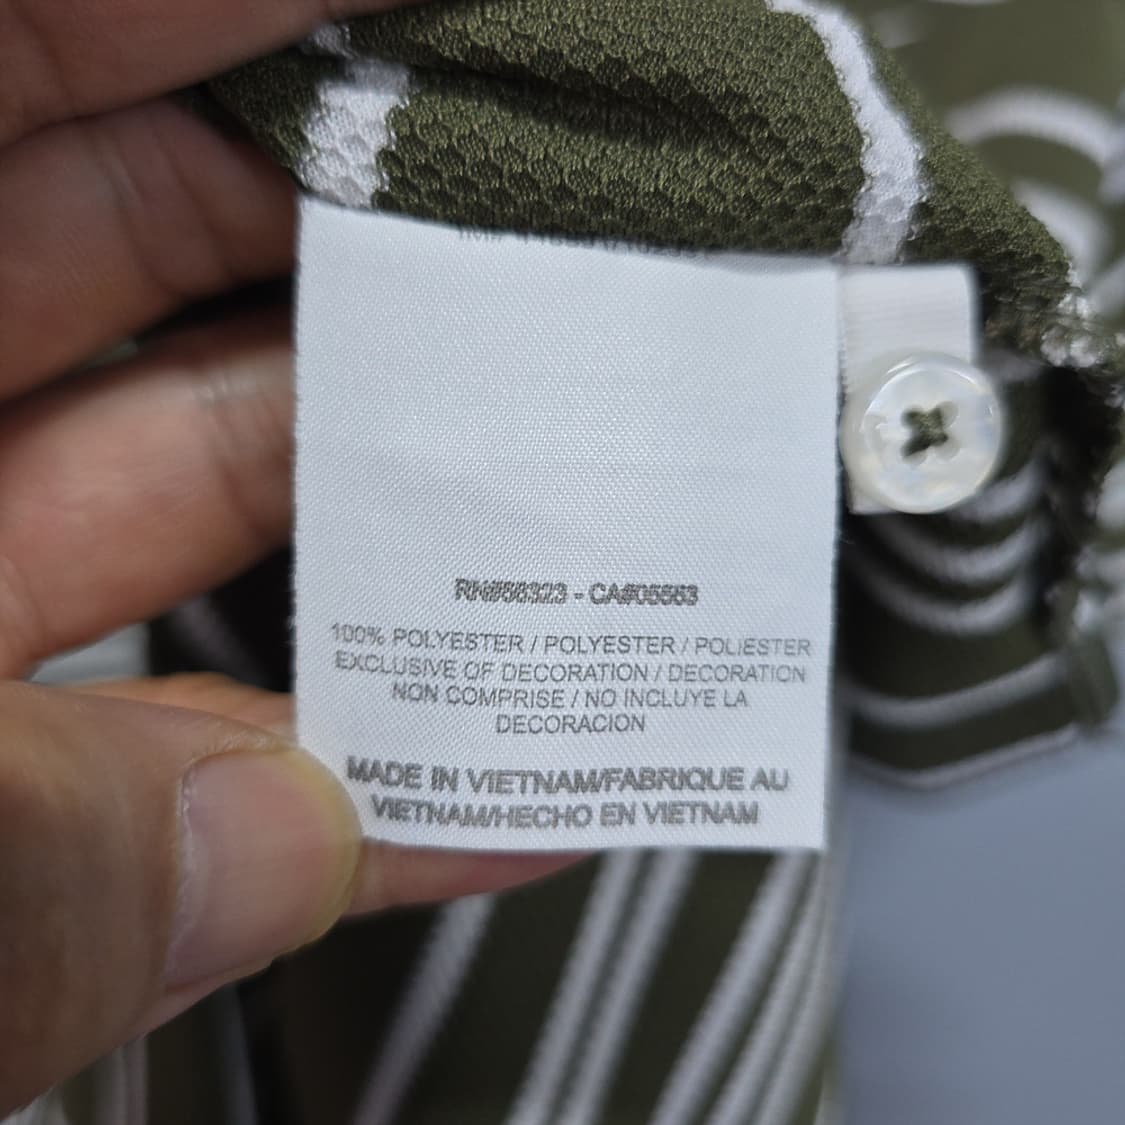 RN#56323 - CA#05553
100% POLYESTER / POLYESTER / POLIESTER
EXCLUSIVE OF DECORATION / DECORATION
NON COMPRISE / NO INCLUYE LA
DECORACION
MADE IN VIETNAM/FABRIQUE AU
VIETNAM/HECHO EN VIETNAM